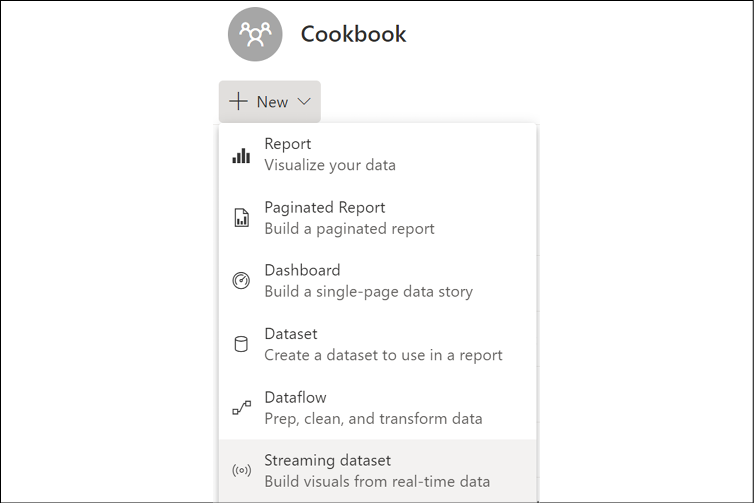 Cookbook
New
Report
Visualize your data
Paginated Report
Build a paginated report
Dashboard
Build a single-page data story
Dataset
Create a dataset to use in a report
Dataflow
Prep, clean, and transform data
Streaming dataset
Build visuals from real-time data